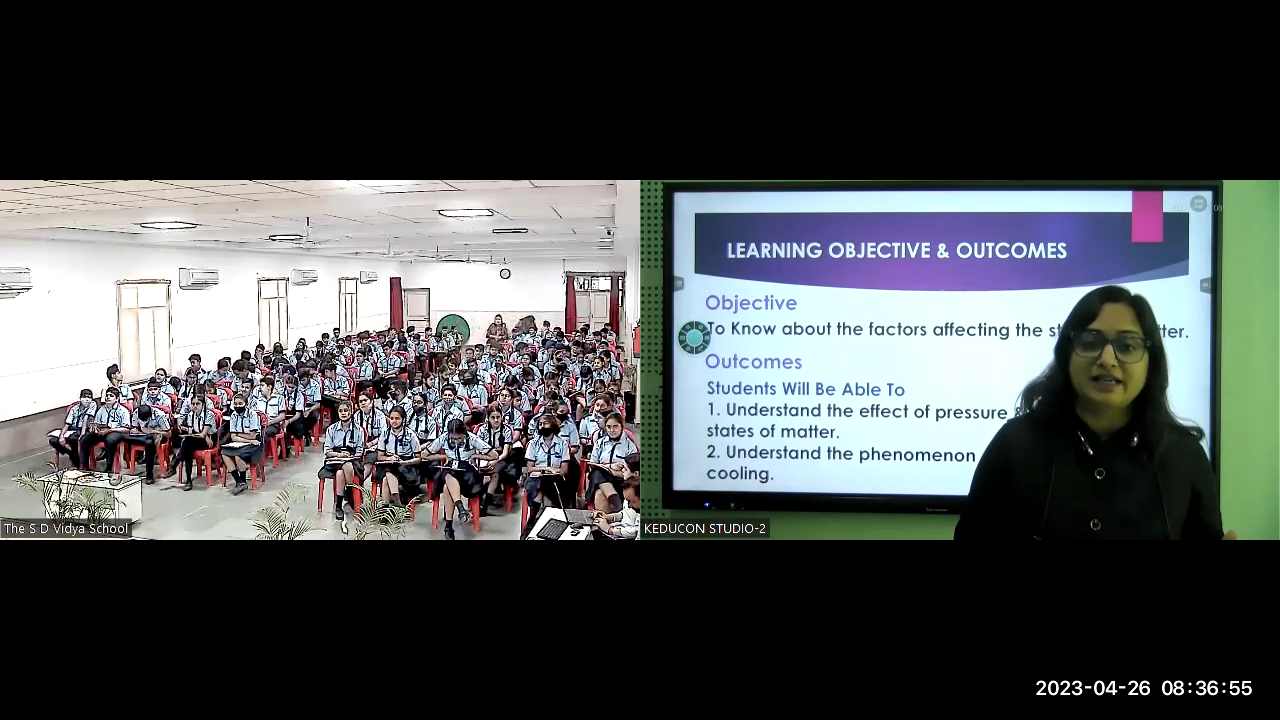 LEARNING OBJECTIVE & OUTCOMES
Objective
To Know about the factors affecting the tter.
Outcomes
Students Will Be Able To
1. Understand the effect of pressure &
states of matter.
2. Understand the phenomenon
cooling.
The S D Vidya School
KEDUCON STUDIO-2
2023-04-26 08:36:55